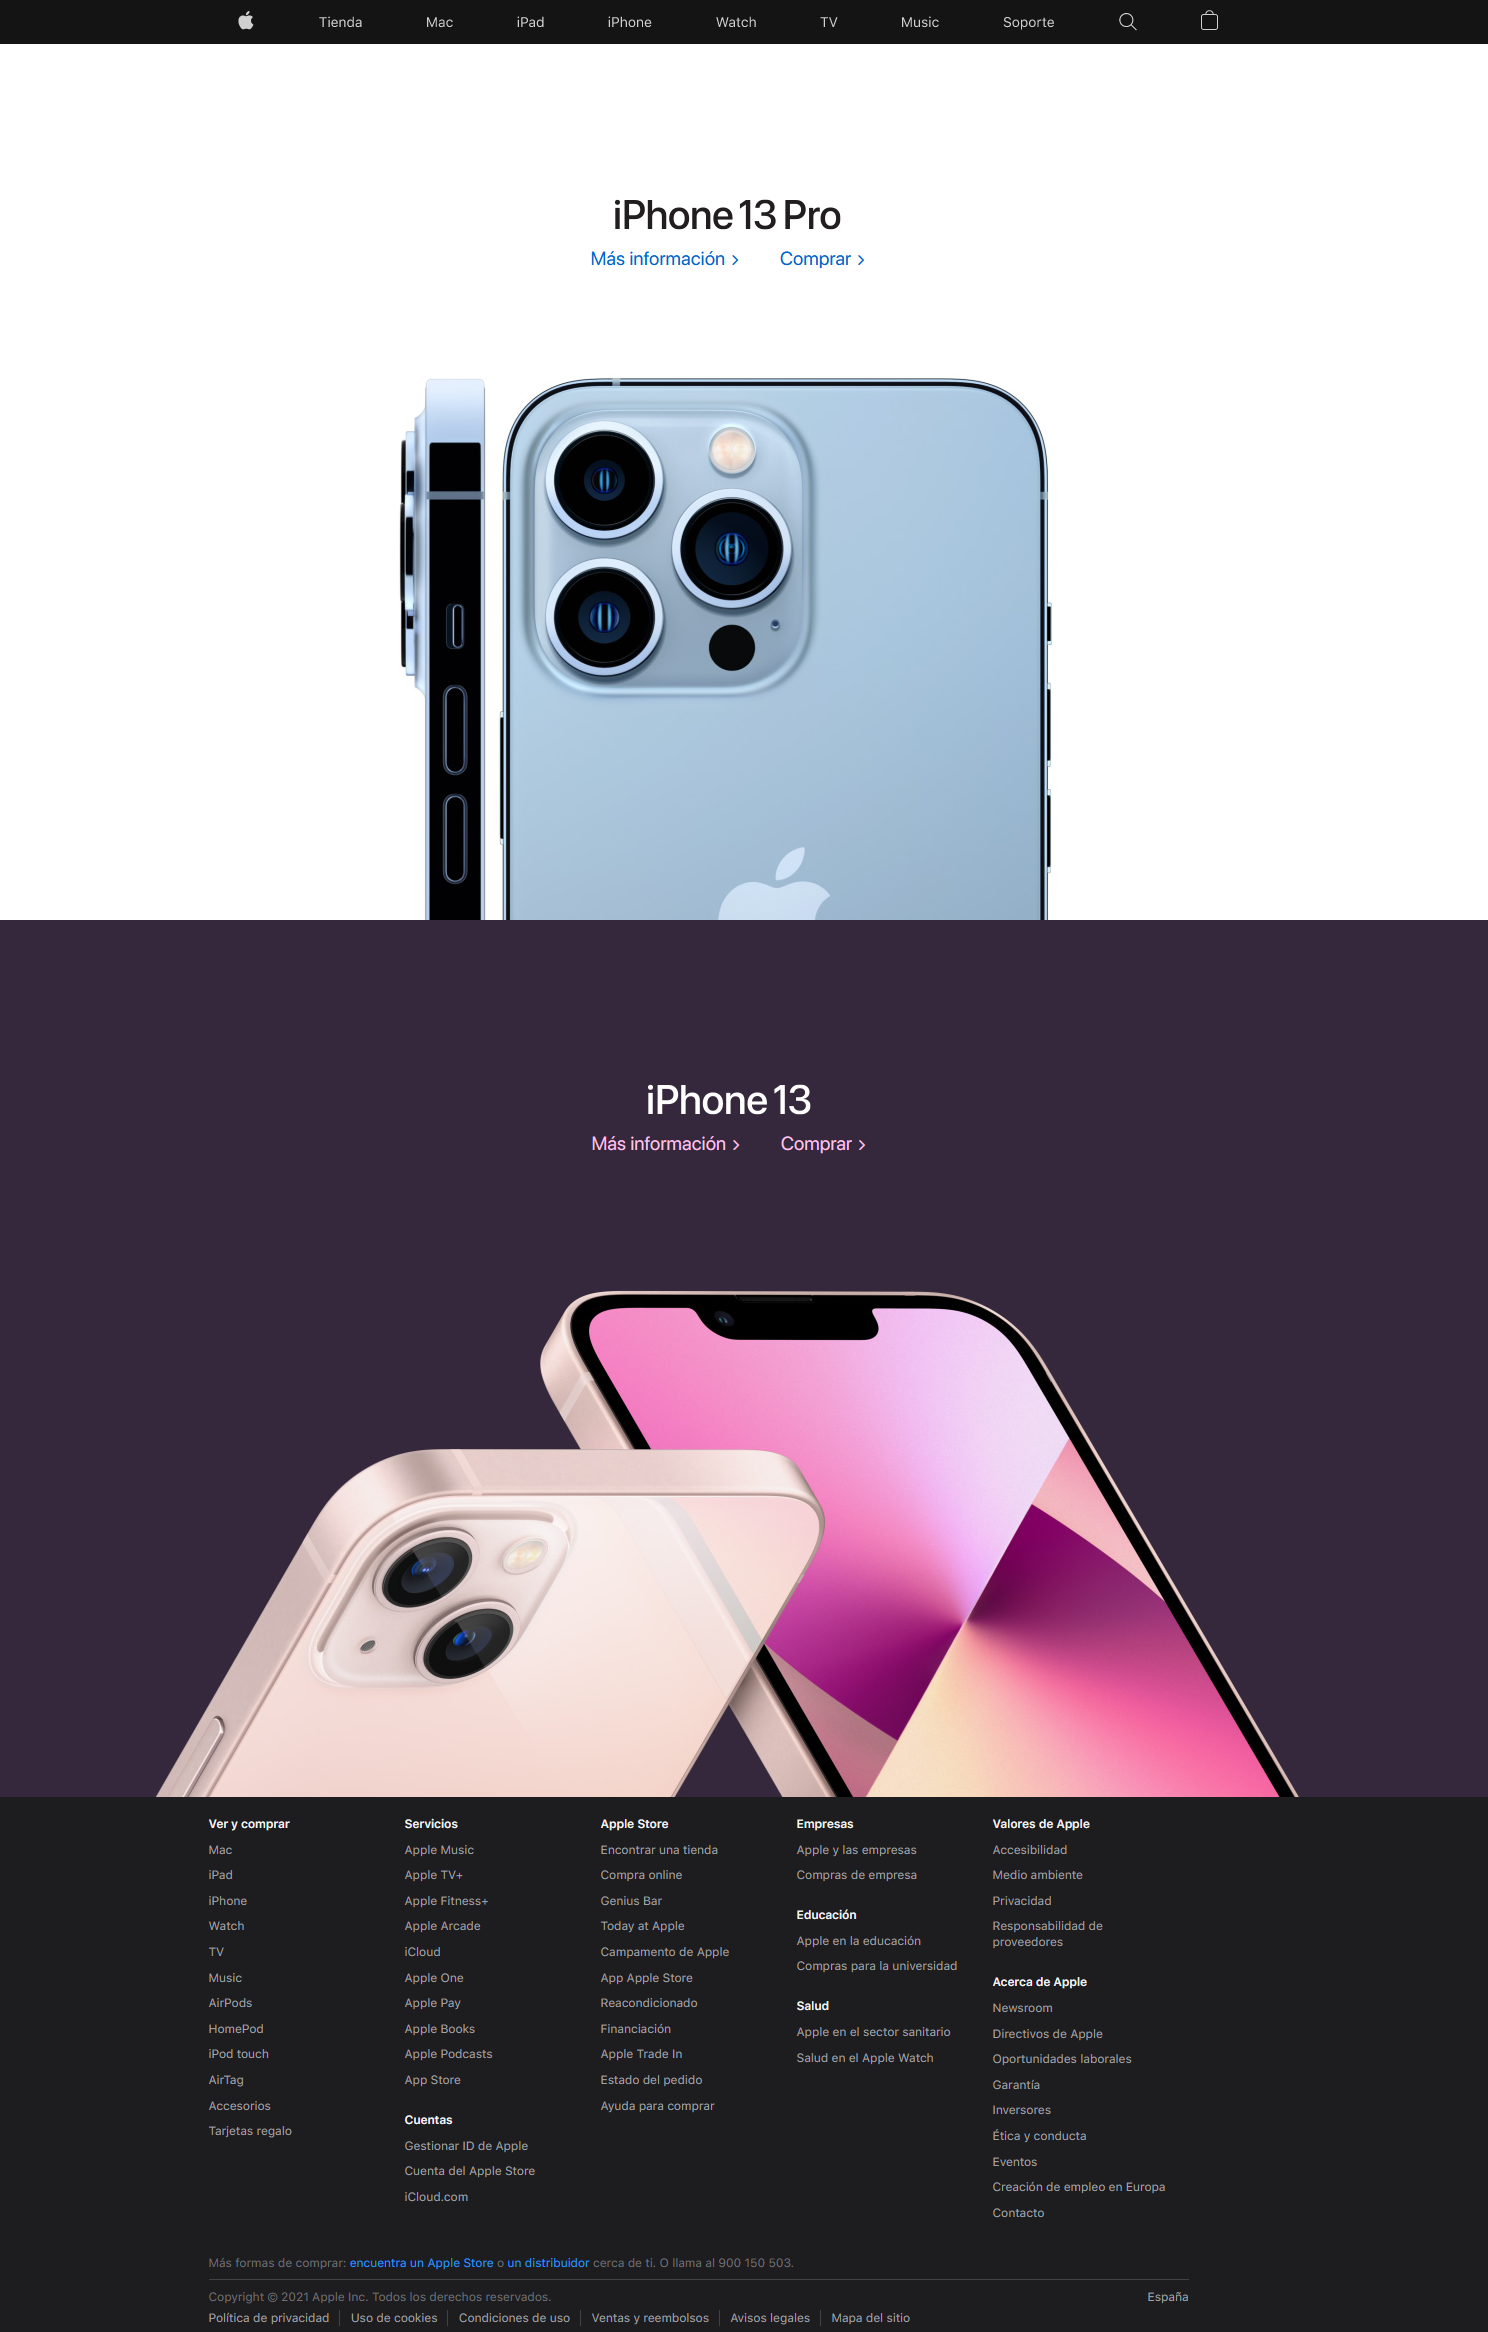 Tienda Mac iPad iPhone Watch TV Music Soporte
iPhone 13 Pro
Más información > Comprar >
iPhone 13
Más información > Comprar >
Ver y comprar
Mac
iPad
iPhone
Watch
TV
Music
AirPods
HomePod
iPod touch
AirTag
Accesorios
Tarjetas regalo
Servicios
Apple Music
Apple TV+
Apple Fitness+
Apple Arcade
iCloud
Apple One
Apple Pay
Apple Books
Apple Podcasts
App Store
Cuentas
Gestionar ID de Apple
Cuenta del Apple Store
iCloud.com
Apple Store
Encontrar una tienda
Compra online
Genius Bar
Today at Apple
Campamento de Apple
App Apple Store
Reacondicionado
Financiación
Apple Trade In
Estado del pedido
Ayuda para comprar
Empresas
Apple y las empresas
Compras de empresa
Educación
Apple en la educación
Compras para la universidad
Salud
Apple en el sector sanitario
Salud en el Apple Watch
Valores de Apple
Accesibilidad
Medio ambiente
Privacidad
Responsabilidad de
proveedores
Acerca de Apple
Newsroom
Directivos de Apple
Oportunidades laborales
Garantía
Inversores
Ética y conducta
Eventos
Creación de empleo en Europa
Contacto
Más formas de comprar: encuentra un Apple Store o un distribuidor cerca de ti. O llama al 900 150 503.
Copyright © 2021 Apple Inc. Todos los derechos reservados. España
Política de privacidad | Uso de cookies | Condiciones de uso | Ventas y reembolsos | Avisos legales | Mapa del sitio